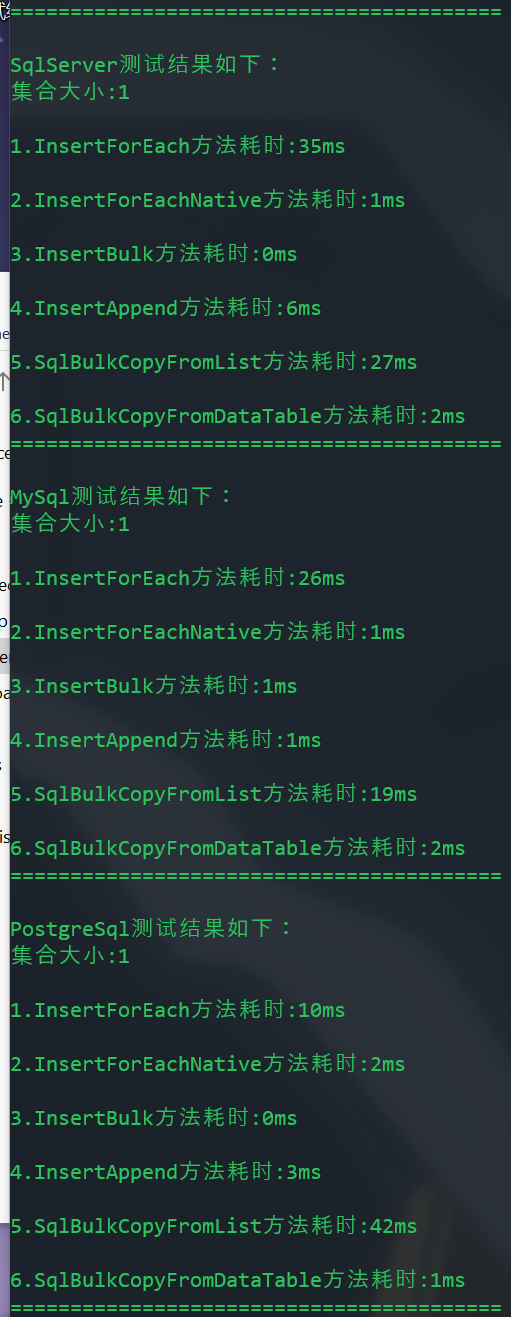 ==========================================
SqlServer测试结果如下：
集合大小:1
1.InsertForEach方法耗时:35ms
2.InsertForEachNative方法耗时:1ms
3.InsertBulk方法耗时:0ms
4.InsertAppend方法耗时:6ms
5.SqlBulkCopyFromList方法耗时:27ms
6.SqlBulkCopyFromDataTable方法耗时:2ms
==========================================
MySql测试结果如下：
集合大小:1
1.InsertForEach方法耗时:26ms
2.InsertForEachNative方法耗时:1ms
3.InsertBulk方法耗时:1ms
4.InsertAppend方法耗时:1ms
5.SqlBulkCopyFromList方法耗时:19ms
6.SqlBulkCopyFromDataTable方法耗时:2ms
==========================================
PostgreSql测试结果如下：
集合大小:1
1.InsertForEach方法耗时:10ms
2.InsertForEachNative方法耗时:2ms
3.InsertBulk方法耗时:0ms
4.InsertAppend方法耗时:3ms
5.SqlBulkCopyFromList方法耗时:42ms
6.SqlBulkCopyFromDataTable方法耗时:1ms
==========================================